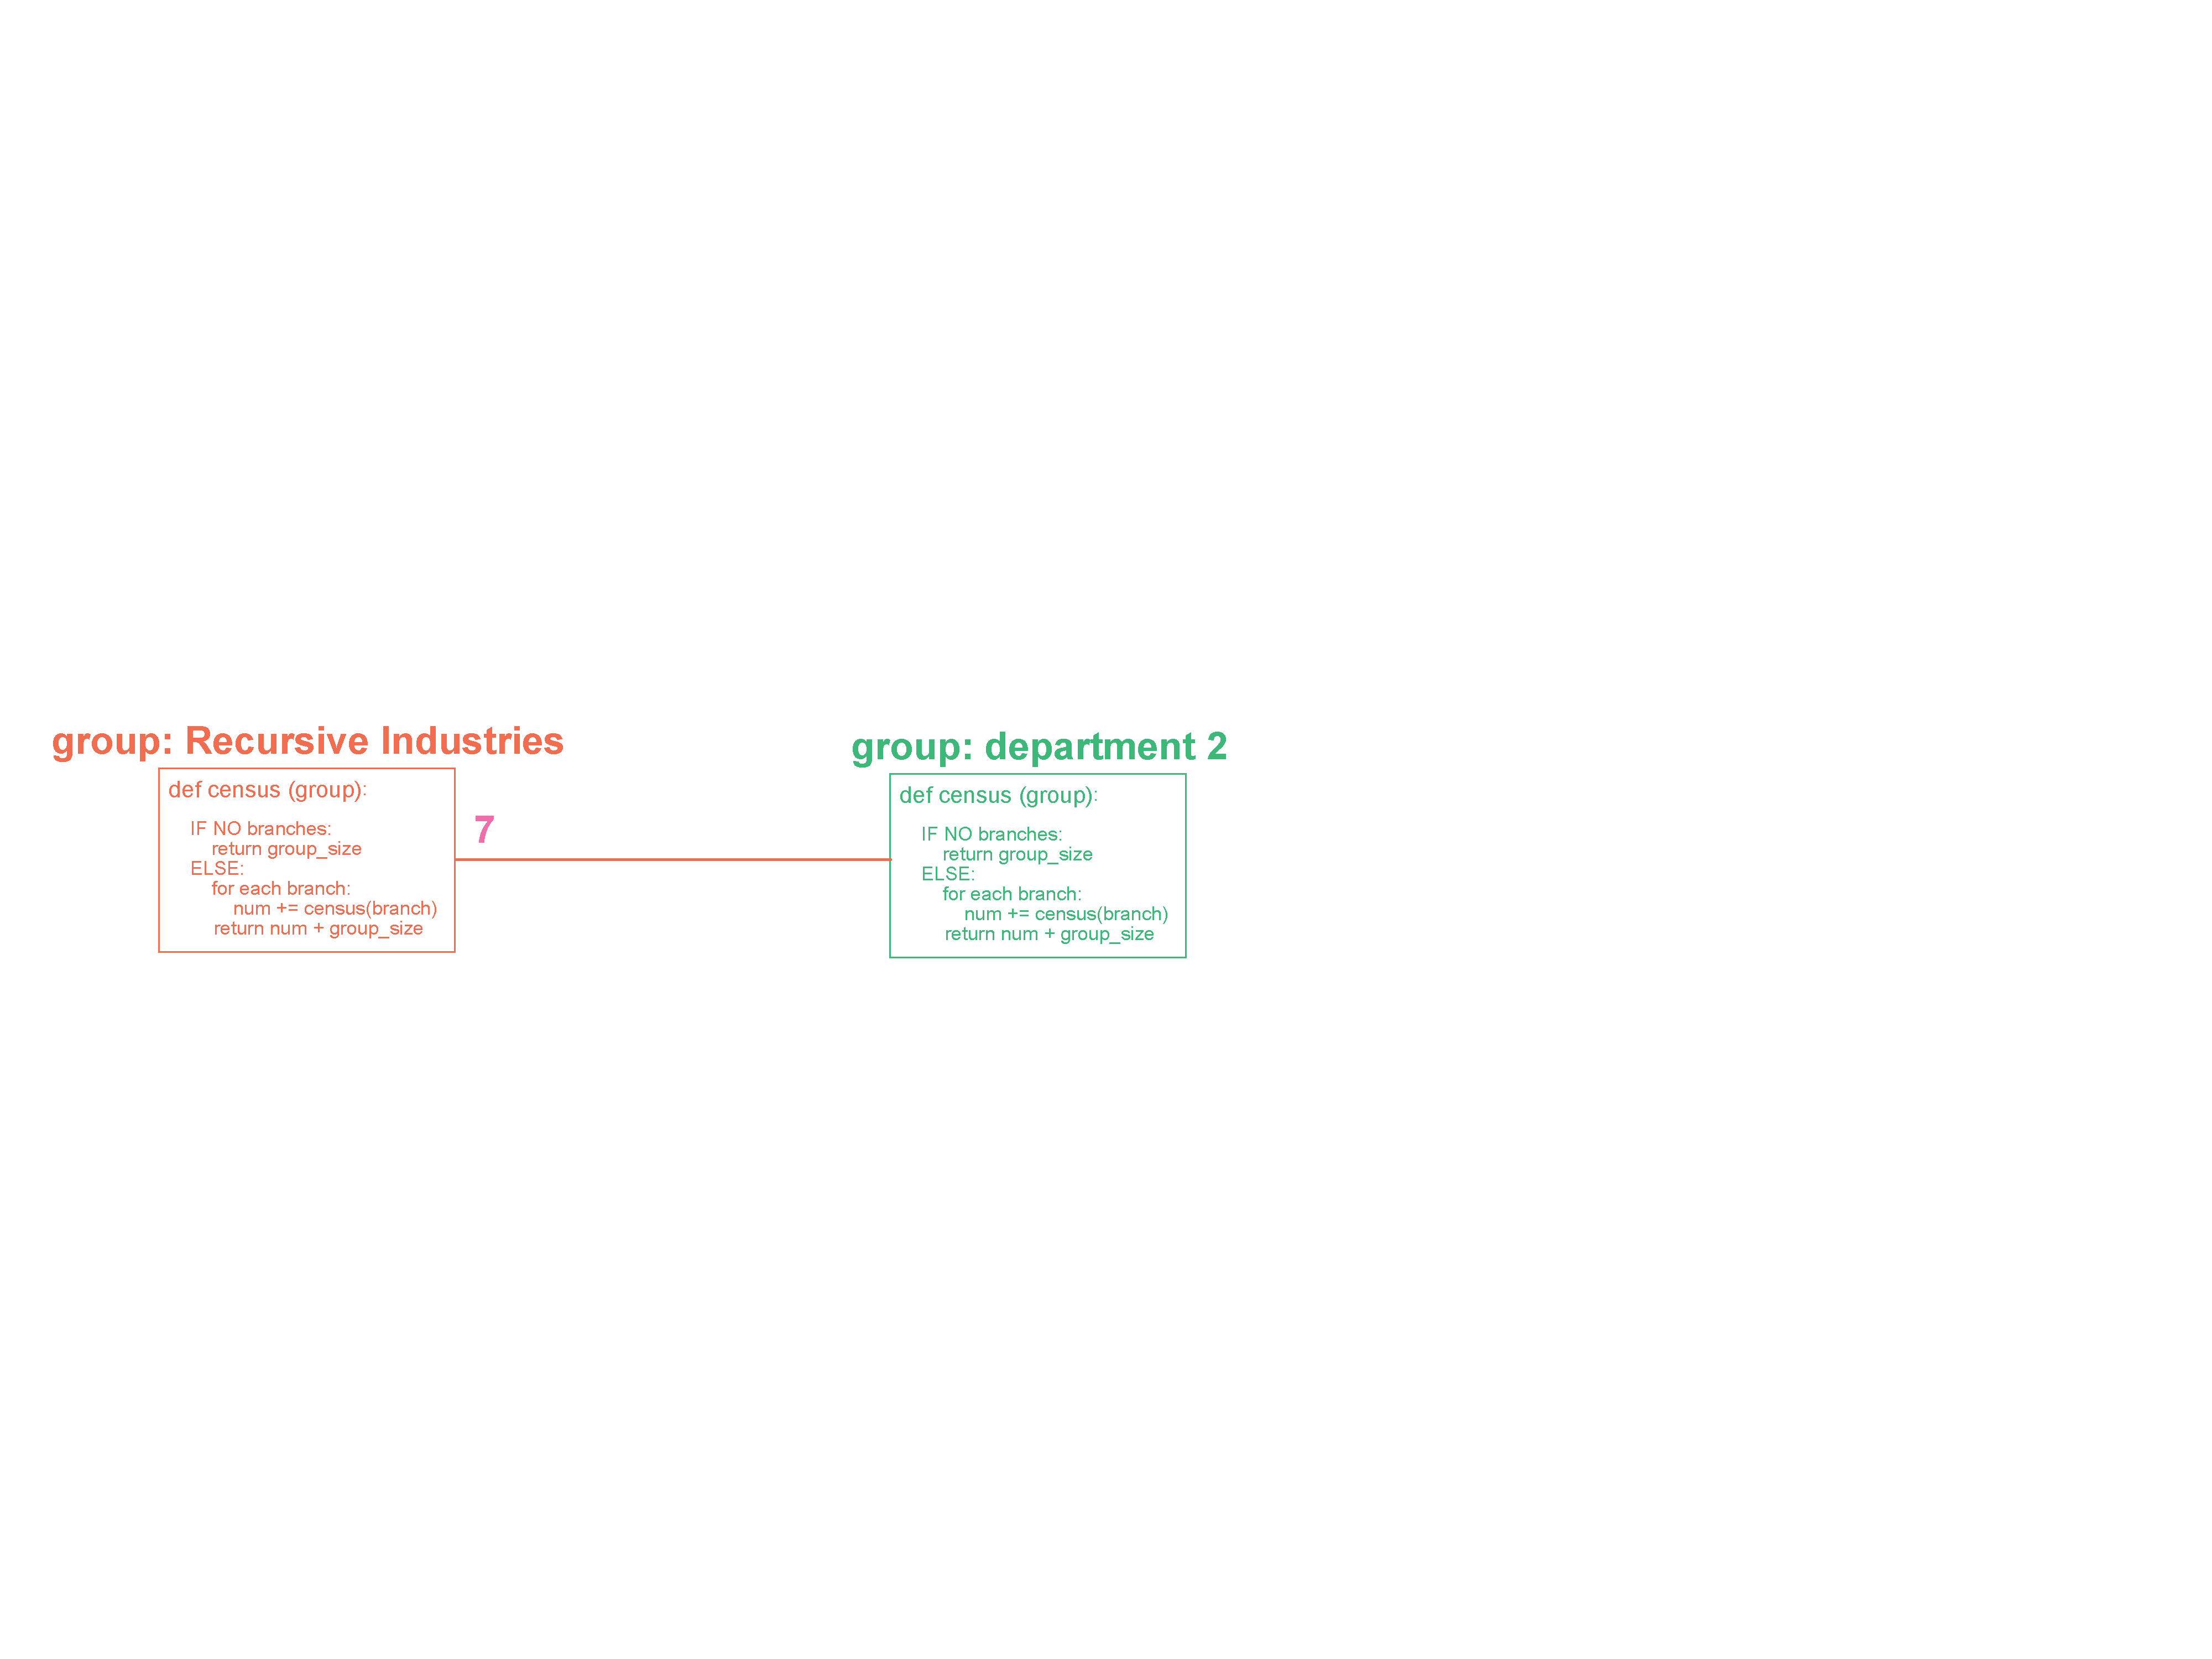 group: Recursive Industries
def census (group):
IF NO branches:
return group_size
ELSE:
for each branch:
num += census(branch)
return num + group_size
7
group: department 2
def census (group):
IF NO branches:
return group_size
ELSE:
for each branch:
num += census(branch)
return num + group_size